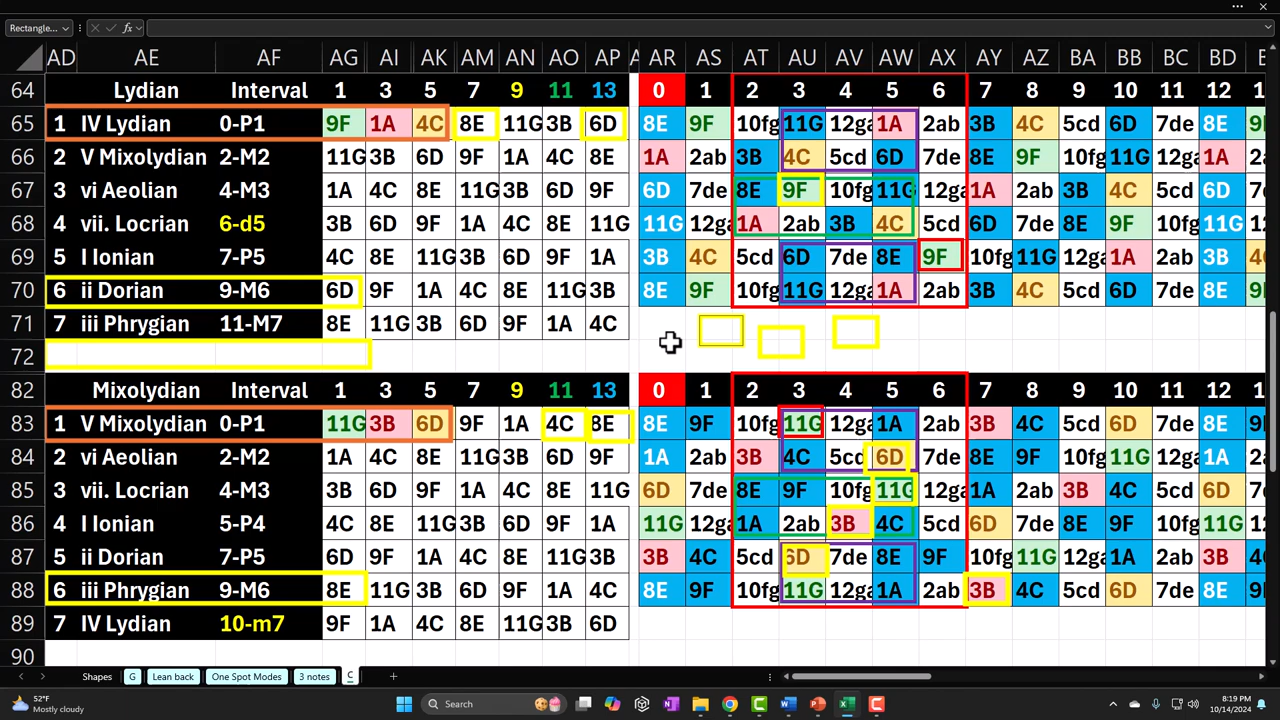 Rectangle... fx
AD AE AF AG AI AK AM AN AO AP A AR AS AT AU AV AW AX AY AZ BA BB BC BD
64 Lydian Interval 1 3 5 7 9 11 13 0 1 2 3 4 5 6 7 8 9 10 11 12 1
65 1 IV Lydian 0-P1 9F 1A 4C 8E 11G 3B 6D 8E 9F 10fg 11G 12ga 1A 2ab 3B 4C 5cd 6D 7de 8E 9
66 2 V Mixolydian 2-M2 11G 3B 6D 9F 1A 4C 8E 1A 2ab 3B 4C 5cd 6D 7de 8E 9F 10fg 11G 12ga 1A 2
67 3 vi Aeolian 4-M3 1A 4C 8E 11G 3B 6D 9F 6D 7de 8E 9F 10fg 11G 12ga 1A 2ab 3B 4C 5cd 6D 7
68 4 vii. Locrian 6-d5 3B 6D 9F 1A 4C 8E 11G 11G 12ga 1A 2ab 3B 4C 5cd 6D 7de 8E 9F 10fg 11G 1
69 5 I Ionian 7-P5 4C 8E 11G 3B 6D 9F 1A 3B 4C 5cd 6D 7de 8E 9F 10fg 11G 12ga 1A 2ab 3B 4
70 6 ii Dorian 9-M6 6D 9F 1A 4C 8E 11G 3B 8E 9F 10fg 11G 12ga 1A 2ab 3B 4C 5cd 6D 7de 8E 9
71 7 iii Phrygian 11-M7 8E 11G 3B 6D 9F 1A 4C
72
82 Mixolydian Interval 1 3 5 7 9 11 13 0 1 2 3 4 5 6 7 8 9 10 11 12 1
83 1 V Mixolydian 0-P1 11G 3B 6D 9F 1A 4C 8E 8E 9F 10fg 11G 12ga 1A 2ab 3B 4C 5cd 6D 7de 8E 9
84 2 vi Aeolian 2-M2 1A 4C 8E 11G 3B 6D 9F 1A 2ab 3B 4C 5cd 6D 7de 8E 9F 10fg 11G 12ga 1A 2
85 3 vii. Locrian 4-M3 3B 6D 9F 1A 4C 8E 11G 6D 7de 8E 9F 10fg 11G 12ga 1A 2ab 3B 4C 5cd 6D 7
86 4 I Ionian 5-P4 4C 8E 11G 3B 6D 9F 1A 11G 12ga 1A 2ab 3B 4C 5cd 6D 7de 8E 9F 10fg 11G 1
87 5 ii Dorian 7-P5 6D 9F 1A 4C 8E 11G 3B 3B 4C 5cd 6D 7de 8E 9F 10fg 11G 12ga 1A 2ab 3B 4
88 6 iii Phrygian 9-M6 8E 11G 3B 6D 9F 1A 4C 8E 9F 10fg 11G 12ga 1A 2ab 3B 4C 5cd 6D 7de 8E 9
89 7 IV Lydian 10-m7 9F 1A 4C 8E 11G 3B 6D
90
Shapes G Lean back One Spot Modes 3 notes C
52°F
Mostly cloudy
Search
8:19 PM
10/14/2024